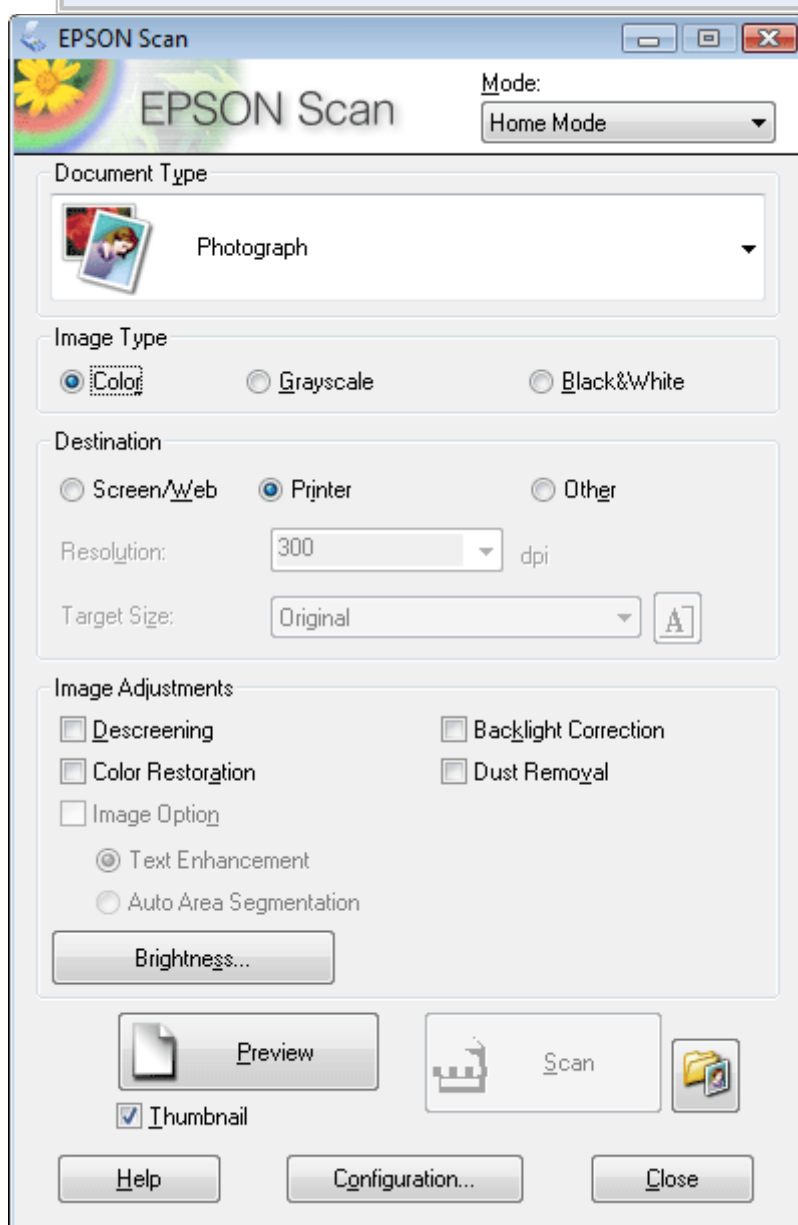 EPSON Scan
EPSON Scan
Mode:
Home Mode
Document Type
Photograph
Image Type
Color
Grayscale
Black&White
Destination
Screen/Web
Printer
Other
Resolution:
300
dpi
Target Size:
Original
A
Image Adjustments
Descreening
Backlight Correction
Color Restoration
Dust Removal
Image Option
Text Enhancement
Auto Area Segmentation
Brightness...
Preview
Scan
Thumbnail
Help
Configuration...
Close